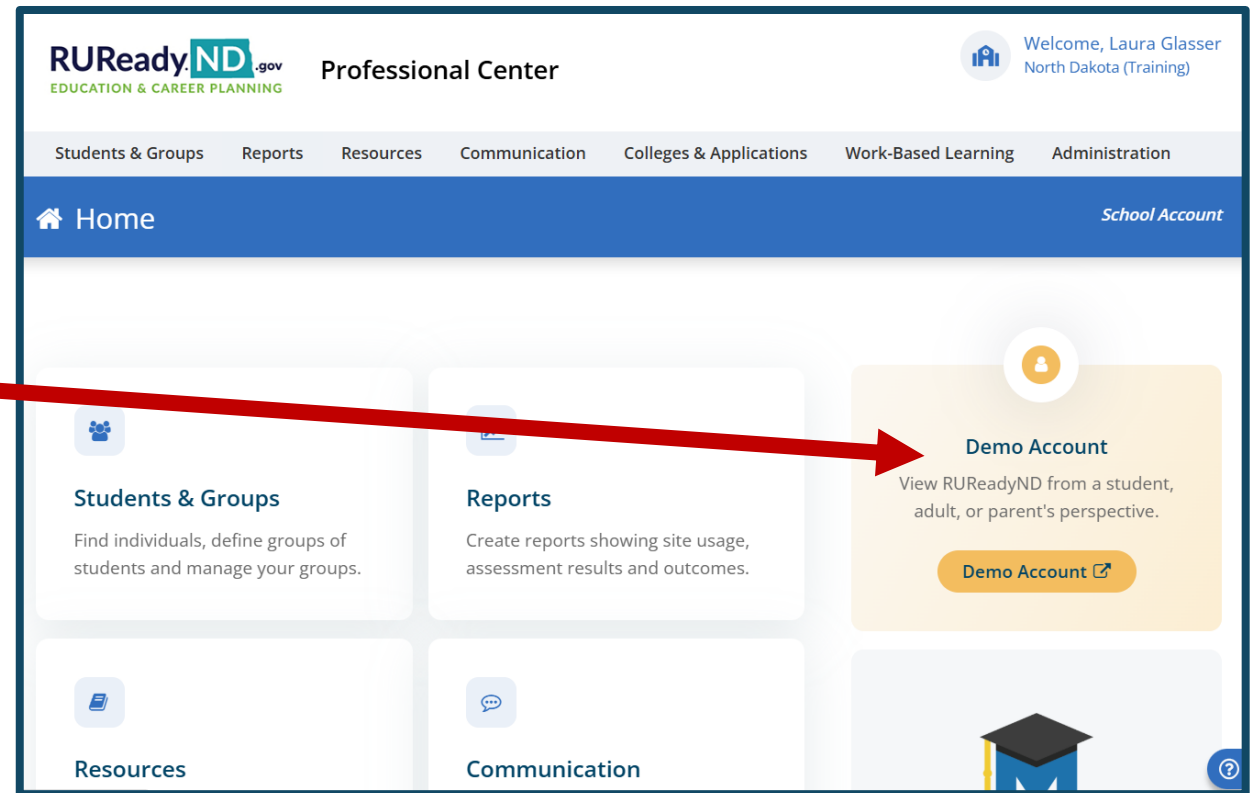 RUReady.ND.gov
EDUCATION & CAREER PLANNING
Professional Center
Welcome, Laura Glasser
North Dakota (Training)
Students & Groups Reports Resources Communication Colleges & Applications Work-Based Learning Administration
Home
School Account
Students & Groups
Find individuals, define groups of
students and manage your groups.
Reports
Create reports showing site usage,
assessment results and outcomes.
Demo Account
View RUReadyND from a student,
adult, or parent's perspective.
Demo Account
Resources
Communication